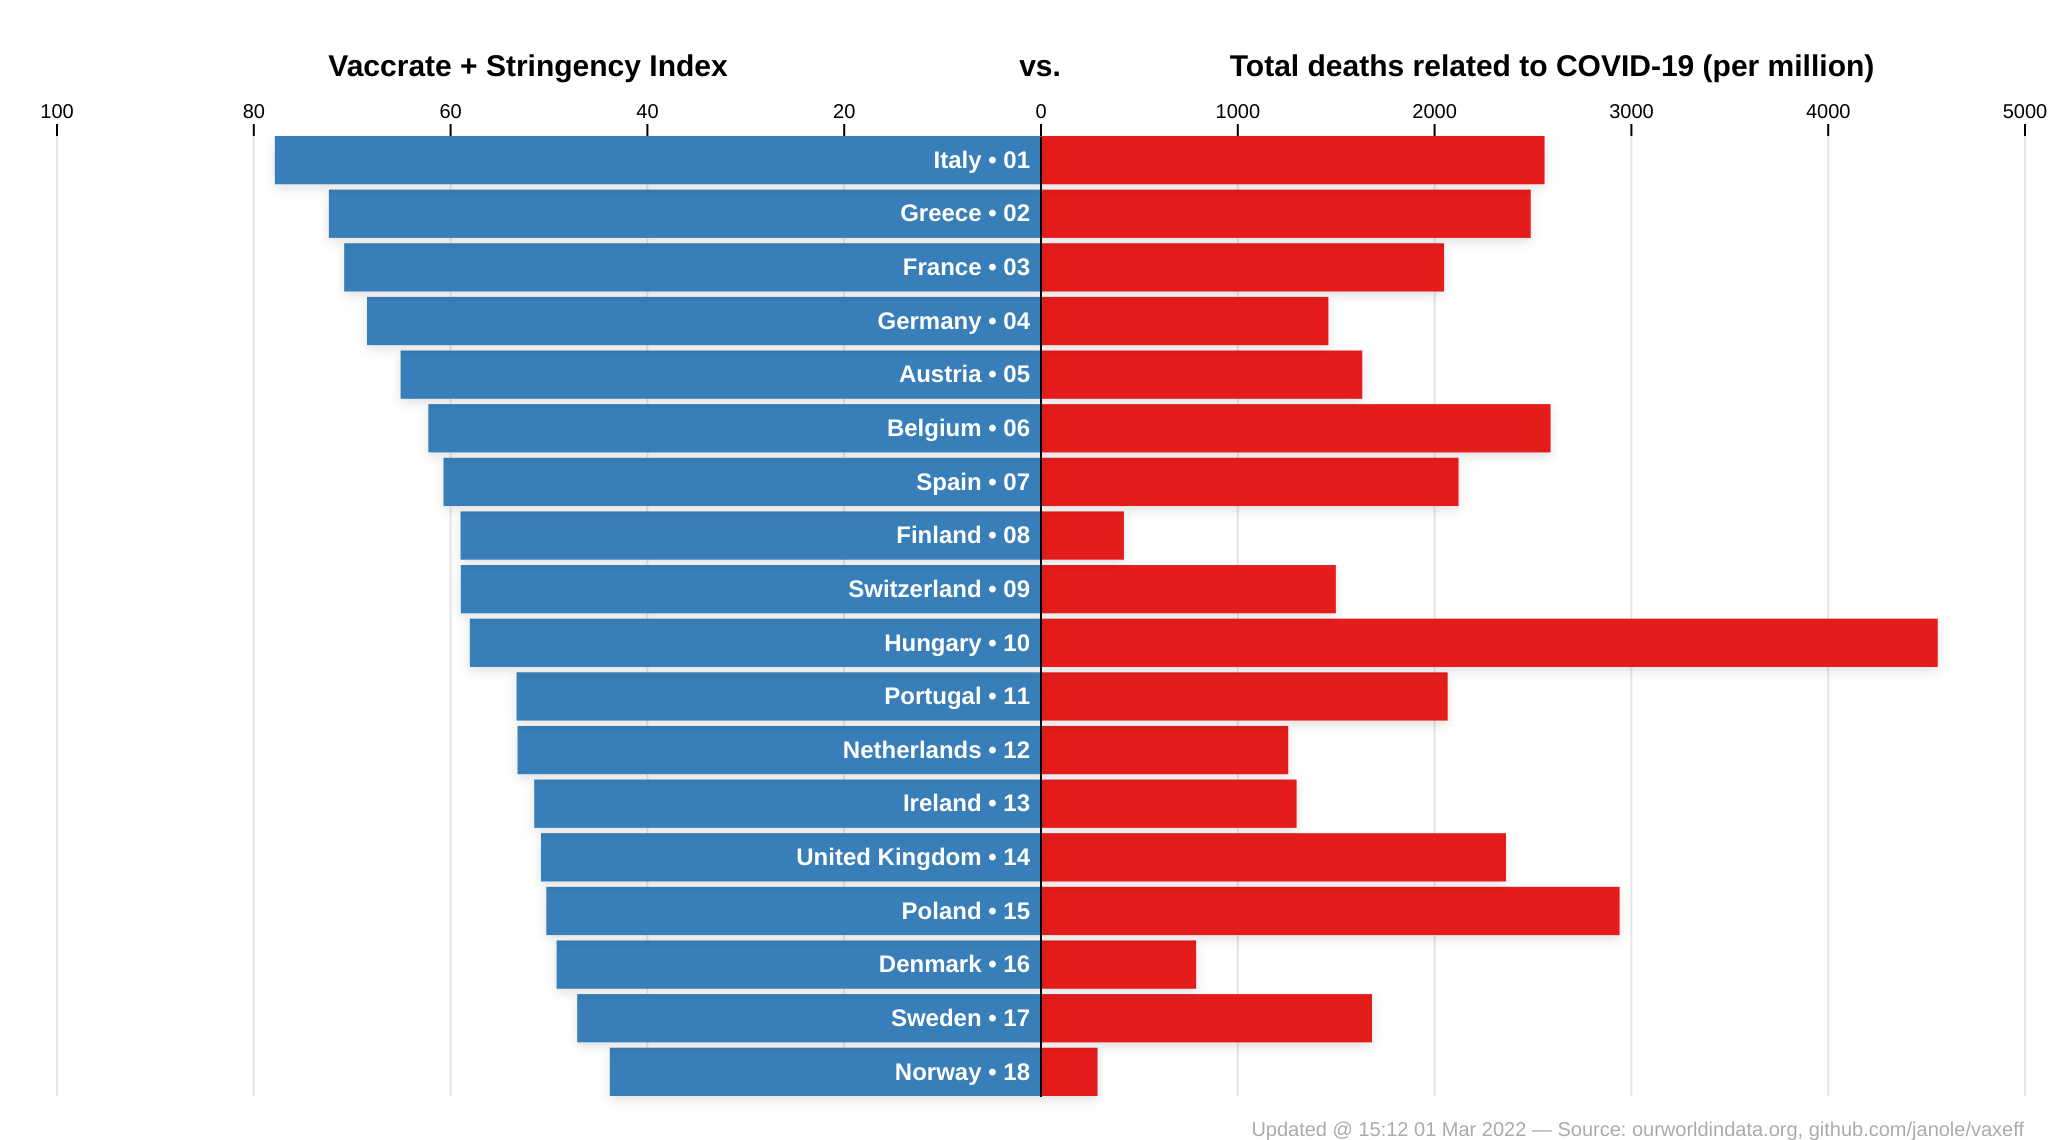 Vaccrate + Stringency Index vs. Total deaths related to COVID-19 (per million)
100 80 60 40 20 0 1000 2000 3000 4000 5000
Italy • 01
Greece • 02
France • 03
Germany • 04
Austria • 05
Belgium • 06
Spain • 07
Finland • 08
Switzerland • 09
Hungary • 10
Portugal • 11
Netherlands • 12
Ireland • 13
United Kingdom • 14
Poland • 15
Denmark • 16
Sweden • 17
Norway • 18
Updated @ 15:12 01 Mar 2022 — Source: ourworldindata.org, github.com/janole/vaxeff